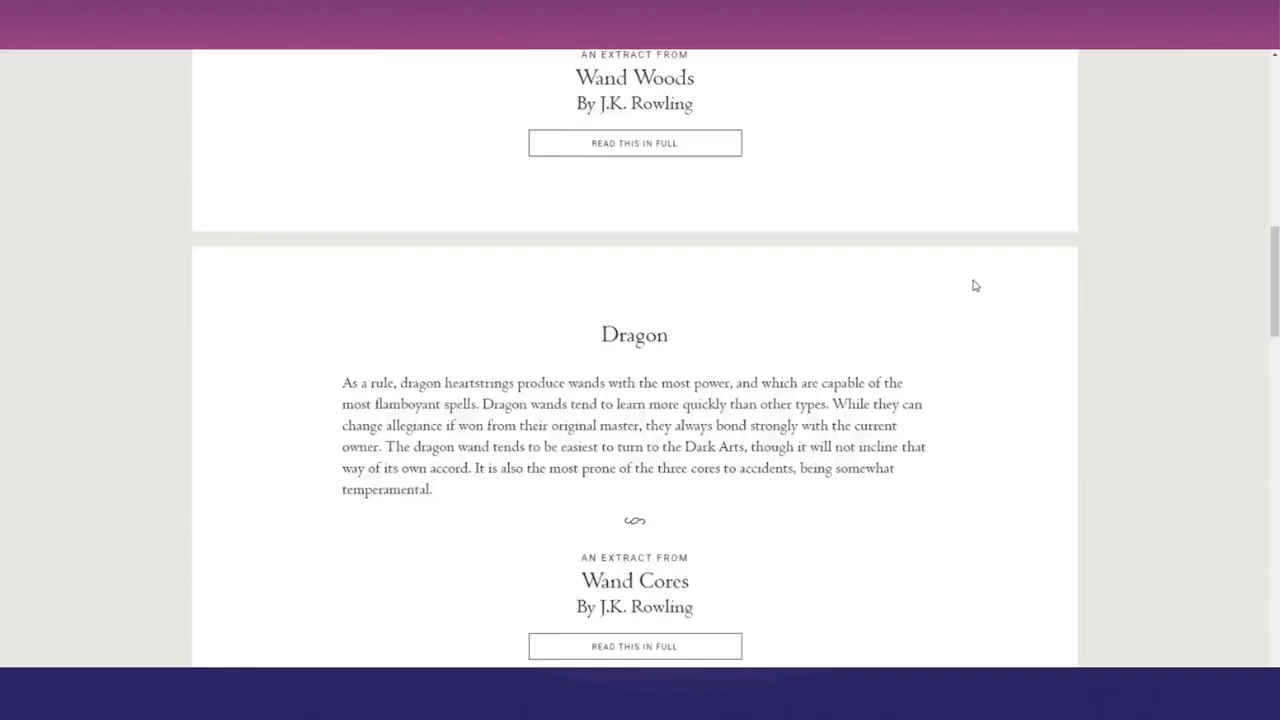 AN EXTRACT FROM
Wand Woods
By J.K. Rowling
READ THIS IN FULL
Dragon
As a rule, dragon heartstrings produce wands with the most power, and which are capable of the
most flamboyant spells. Dragon wands tend to learn more quickly than other types. While they can
change allegiance if won from their original master, they always bond strongly with the current
owner. The dragon wand tends to be easiest to turn to the Dark Arts, though it will not incline that
way of its own accord. It is also the most prone of the three cores to accidents, being somewhat
temperamental.
AN EXTRACT FROM
Wand Cores
By J.K. Rowling
READ THIS IN FULL